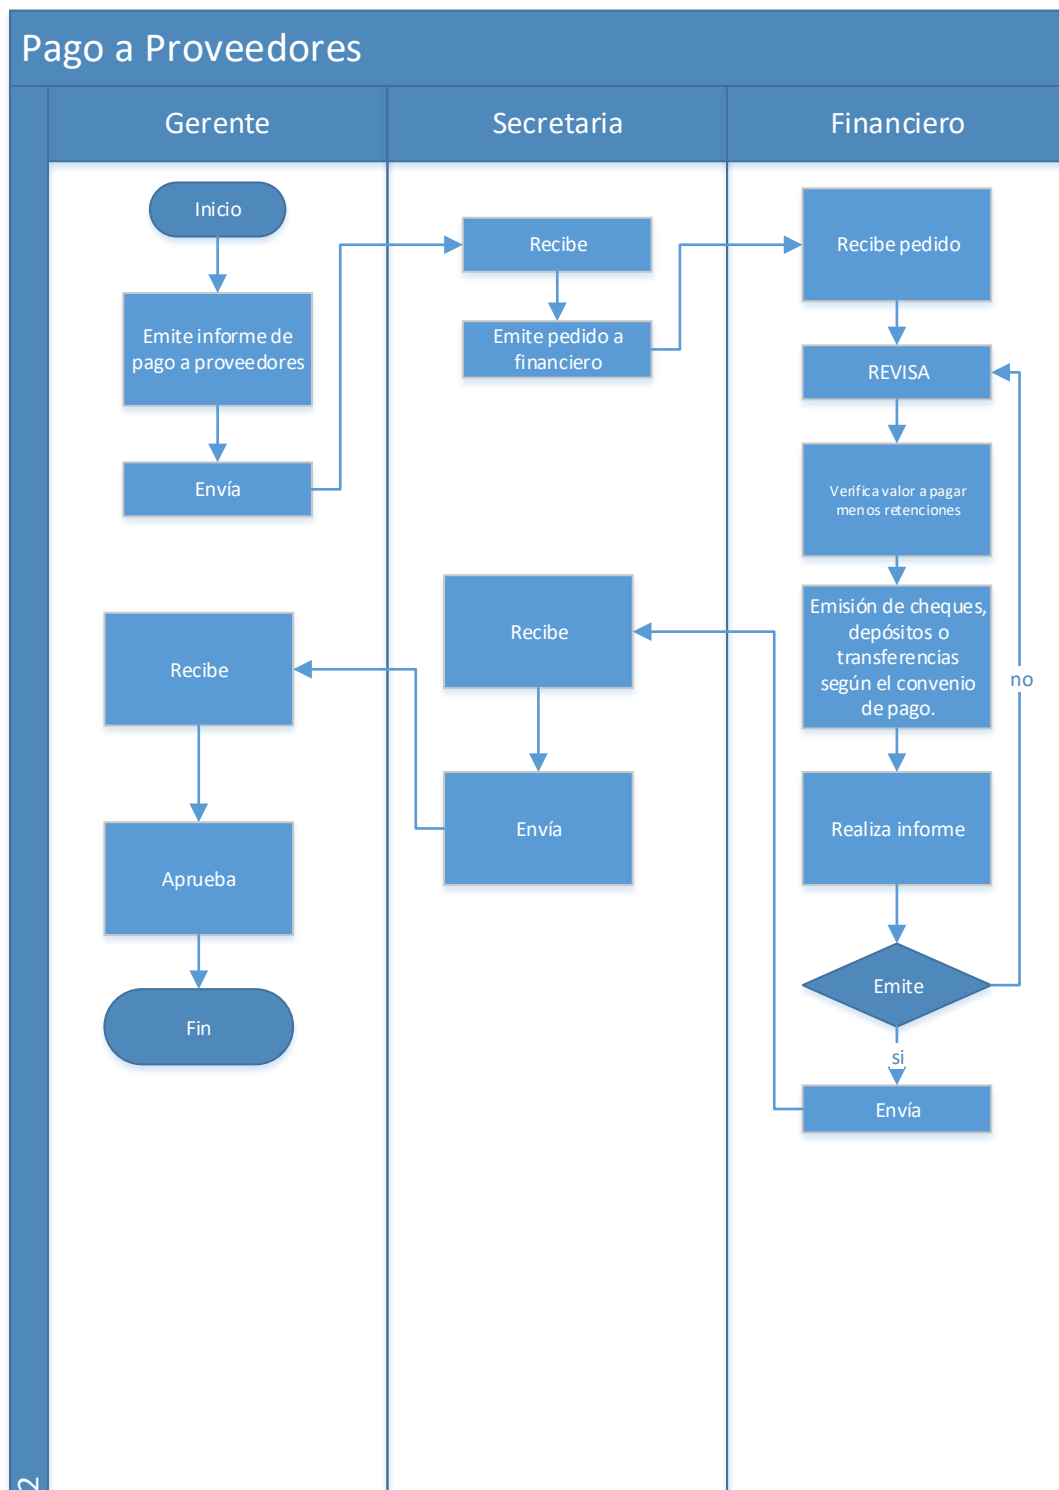 Pago a Proveedores
Gerente
Secretaria
Financiero
Inicio
Emite informe de
pago a proveedores
Envía
Recibe
Aprueba
Fin
Recibe
Emite pedido a
financiero
Recibe
Envía
Recibe pedido
REVISA
Verifica valor a pagar
menos retenciones
Emisión de cheques,
depósitos o
transferencias
según el convenio
de pago.
Realiza informe
Emite
no
si
Envía
2